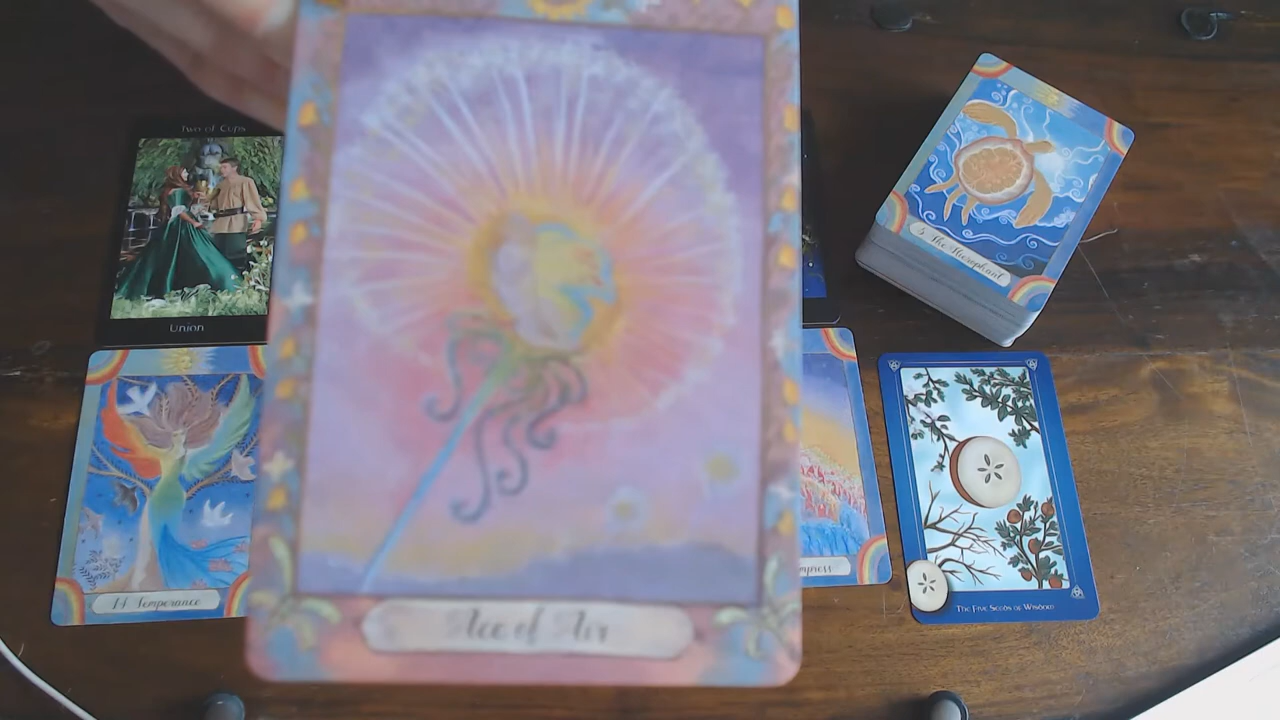 Two of Cups
Union
5 The Hierophant
14 Temperance
Ace of Air
mpress
The Five Seeds of Wisdom